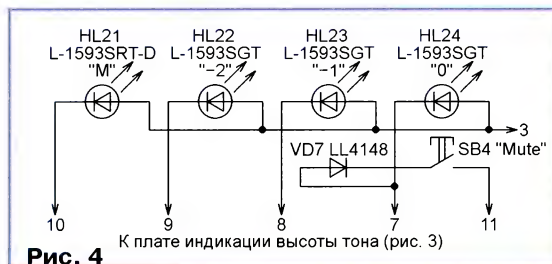 HL21 HL22 HL23 HL24
L-1593SRT-D L-1593SGT L-1593SGT L-1593SGT
"M" "−2" "−1" "0"
3
VD7 LL4148 SB4 "Mute"
10 9 8 7 11
К плате индикации высоты тона (рис. 3)
Рис. 4